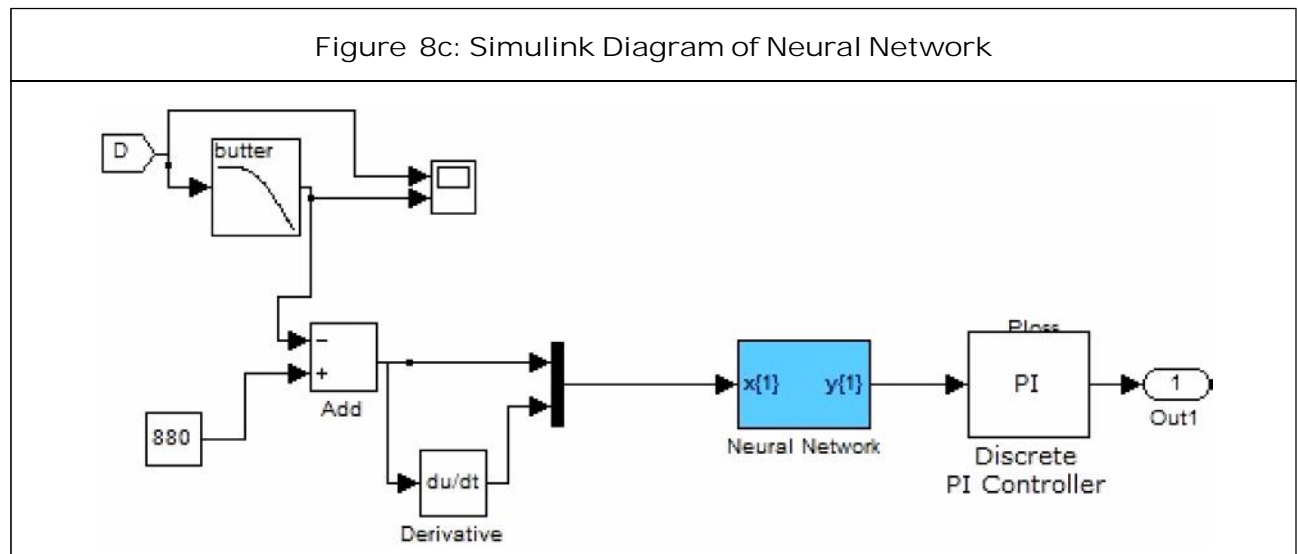 Figure 8c: Simulink Diagram of Neural Network
D
butter
−
+
Add
880
du/dt
Derivative
x{1} y{1}
Neural Network
Ploss
PI
Discrete
PI Controller
1
Out1